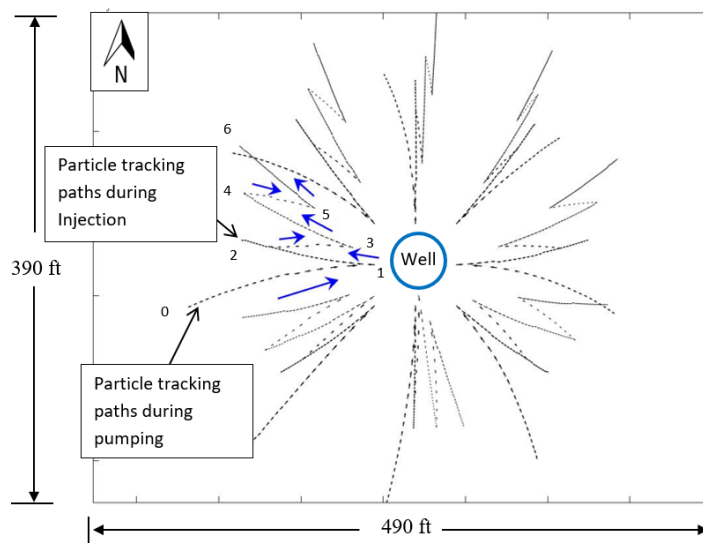 N
6
Particle tracking
paths during
Injection
4
5
2
3
Well
390 ft
1
0
Particle tracking
paths during
pumping
490 ft